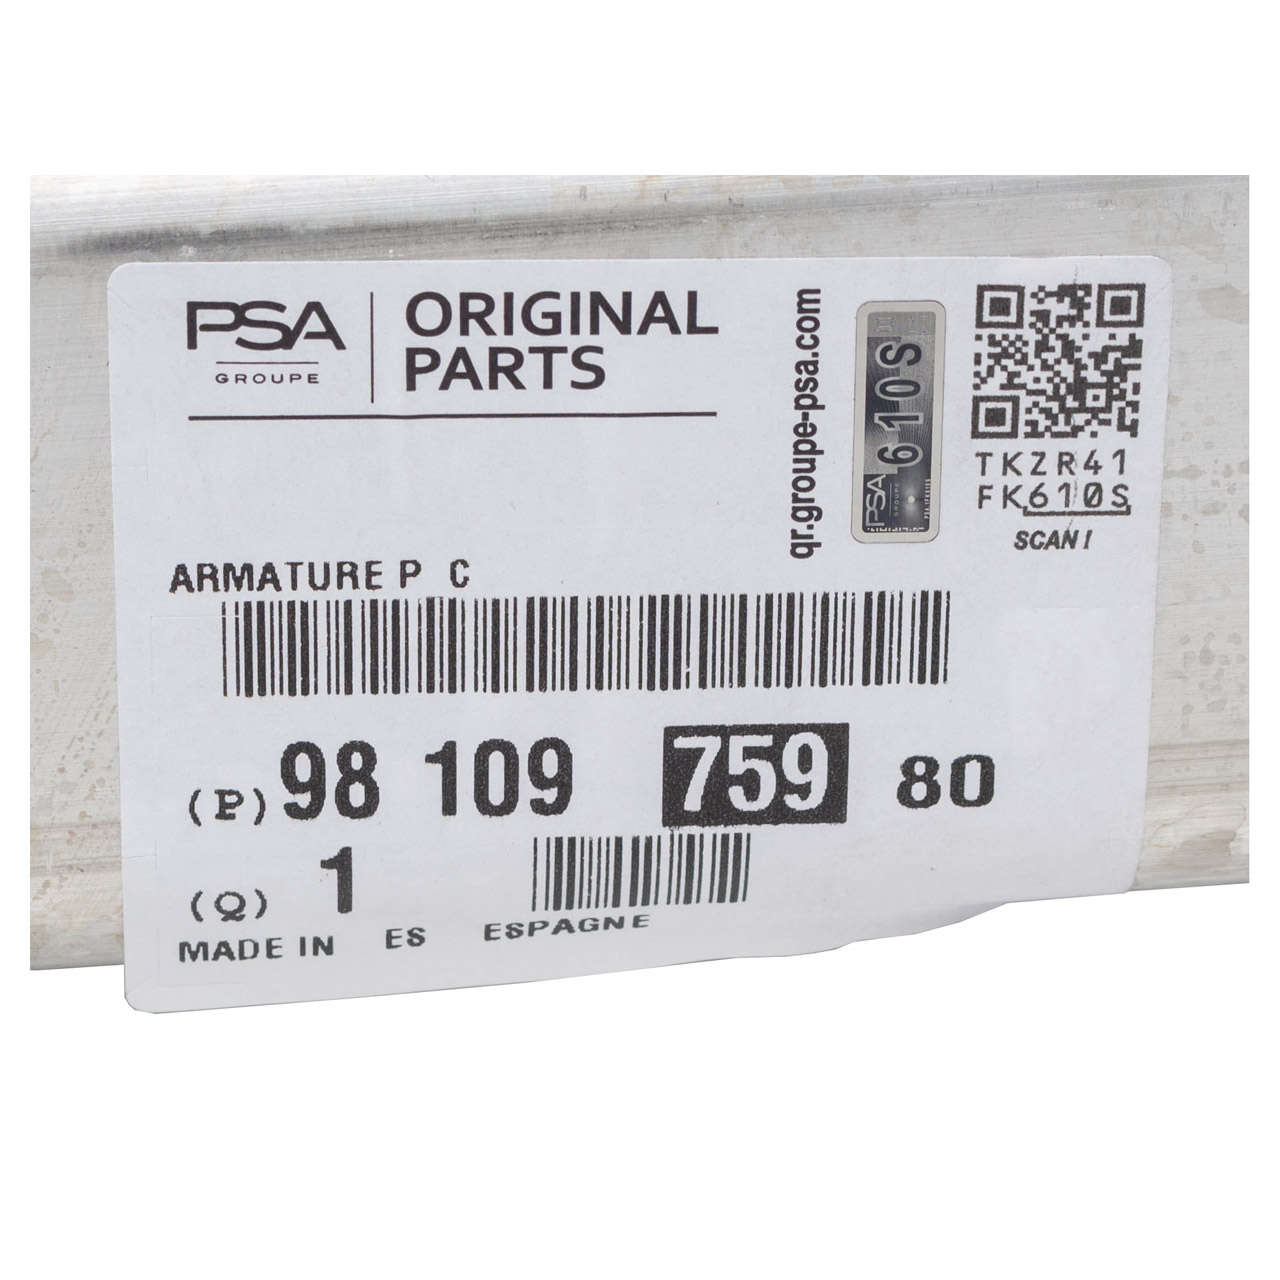 PSA
GROUPE
ORIGINAL
PARTS
qr.groupe-psa.com
610S
PSA
GROUPE
TKZR41
FK610S
SCAN!
ARMATURE P C
(P) 98 109 759 80
(Q) 1
MADE IN ES ESPAGNE